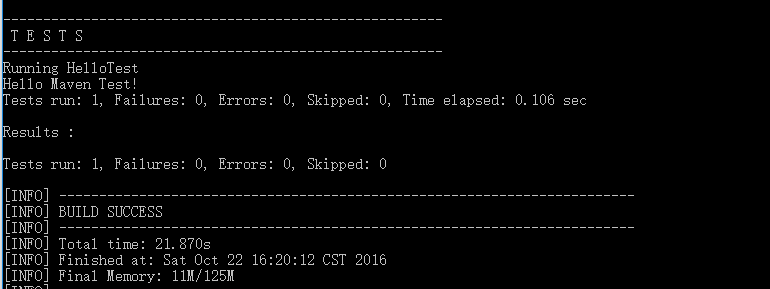 -------------------------------------------------------
 T E S T S
-------------------------------------------------------
Running HelloTest
Hello Maven Test!
Tests run: 1, Failures: 0, Errors: 0, Skipped: 0, Time elapsed: 0.106 sec
Results :
Tests run: 1, Failures: 0, Errors: 0, Skipped: 0
[INFO] ------------------------------------------------------------------------
[INFO] BUILD SUCCESS
[INFO] ------------------------------------------------------------------------
[INFO] Total time: 21.870s
[INFO] Finished at: Sat Oct 22 16:20:12 CST 2016
[INFO] Final Memory: 11M/125M